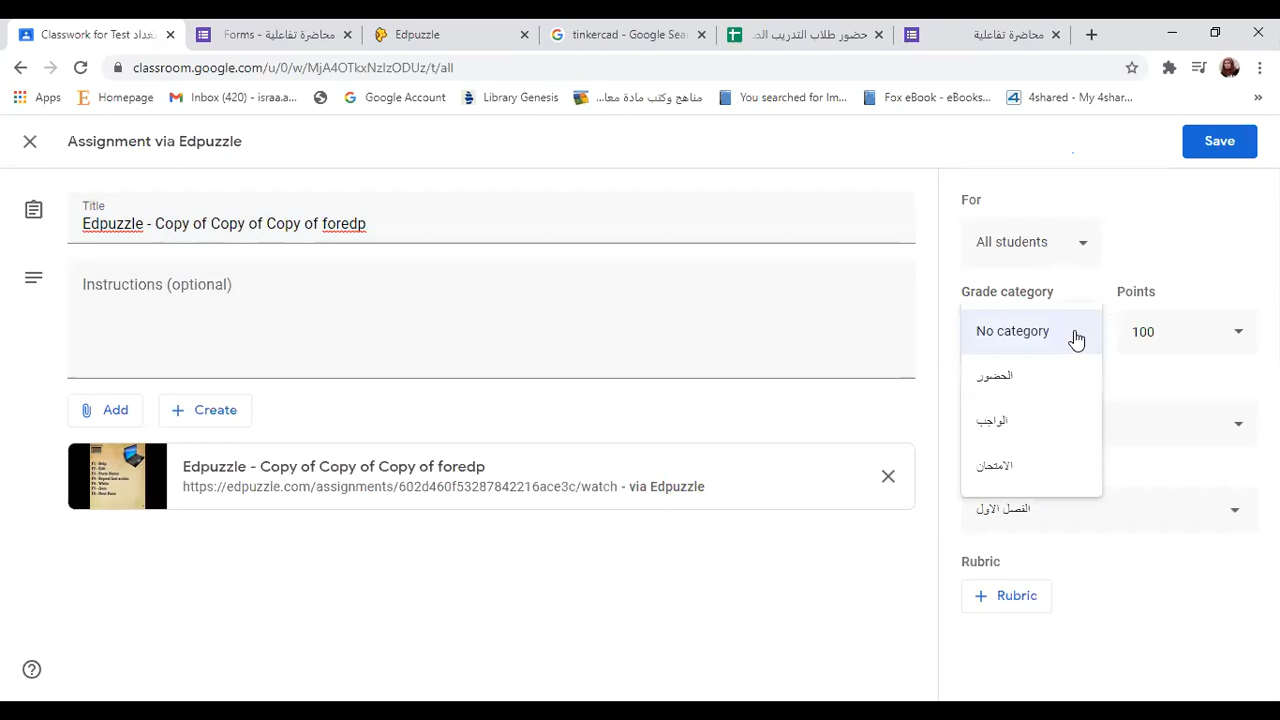 Classwork for Test بغداد
Forms - محاضرة تفاعلية
Edpuzzle
tinkercad - Google Sea
حضور طلاب التدريب الص
محاضرة تفاعلية
classroom.google.com/u/0/w/MjA4OTkxNzIzODUz/t/all
Apps
Homepage
Inbox (420) - israa.a...
Google Account
Library Genesis
مناهج وكتب مادة معا...
You searched for Im...
Fox eBook - eBooks...
4shared - My 4shar...
»
Assignment via Edpuzzle
Save
Title
Edpuzzle - Copy of Copy of Copy of foredp
Instructions (optional)
Add
Create
Edpuzzle - Copy of Copy of Copy of foredp
https://edpuzzle.com/assignments/602d460f53287842216ace3c/watch - via Edpuzzle
For
All students
Grade category
Points
No category
100
الحضور
الواجب
الامتحان
الفصل الاول
Rubric
Rubric